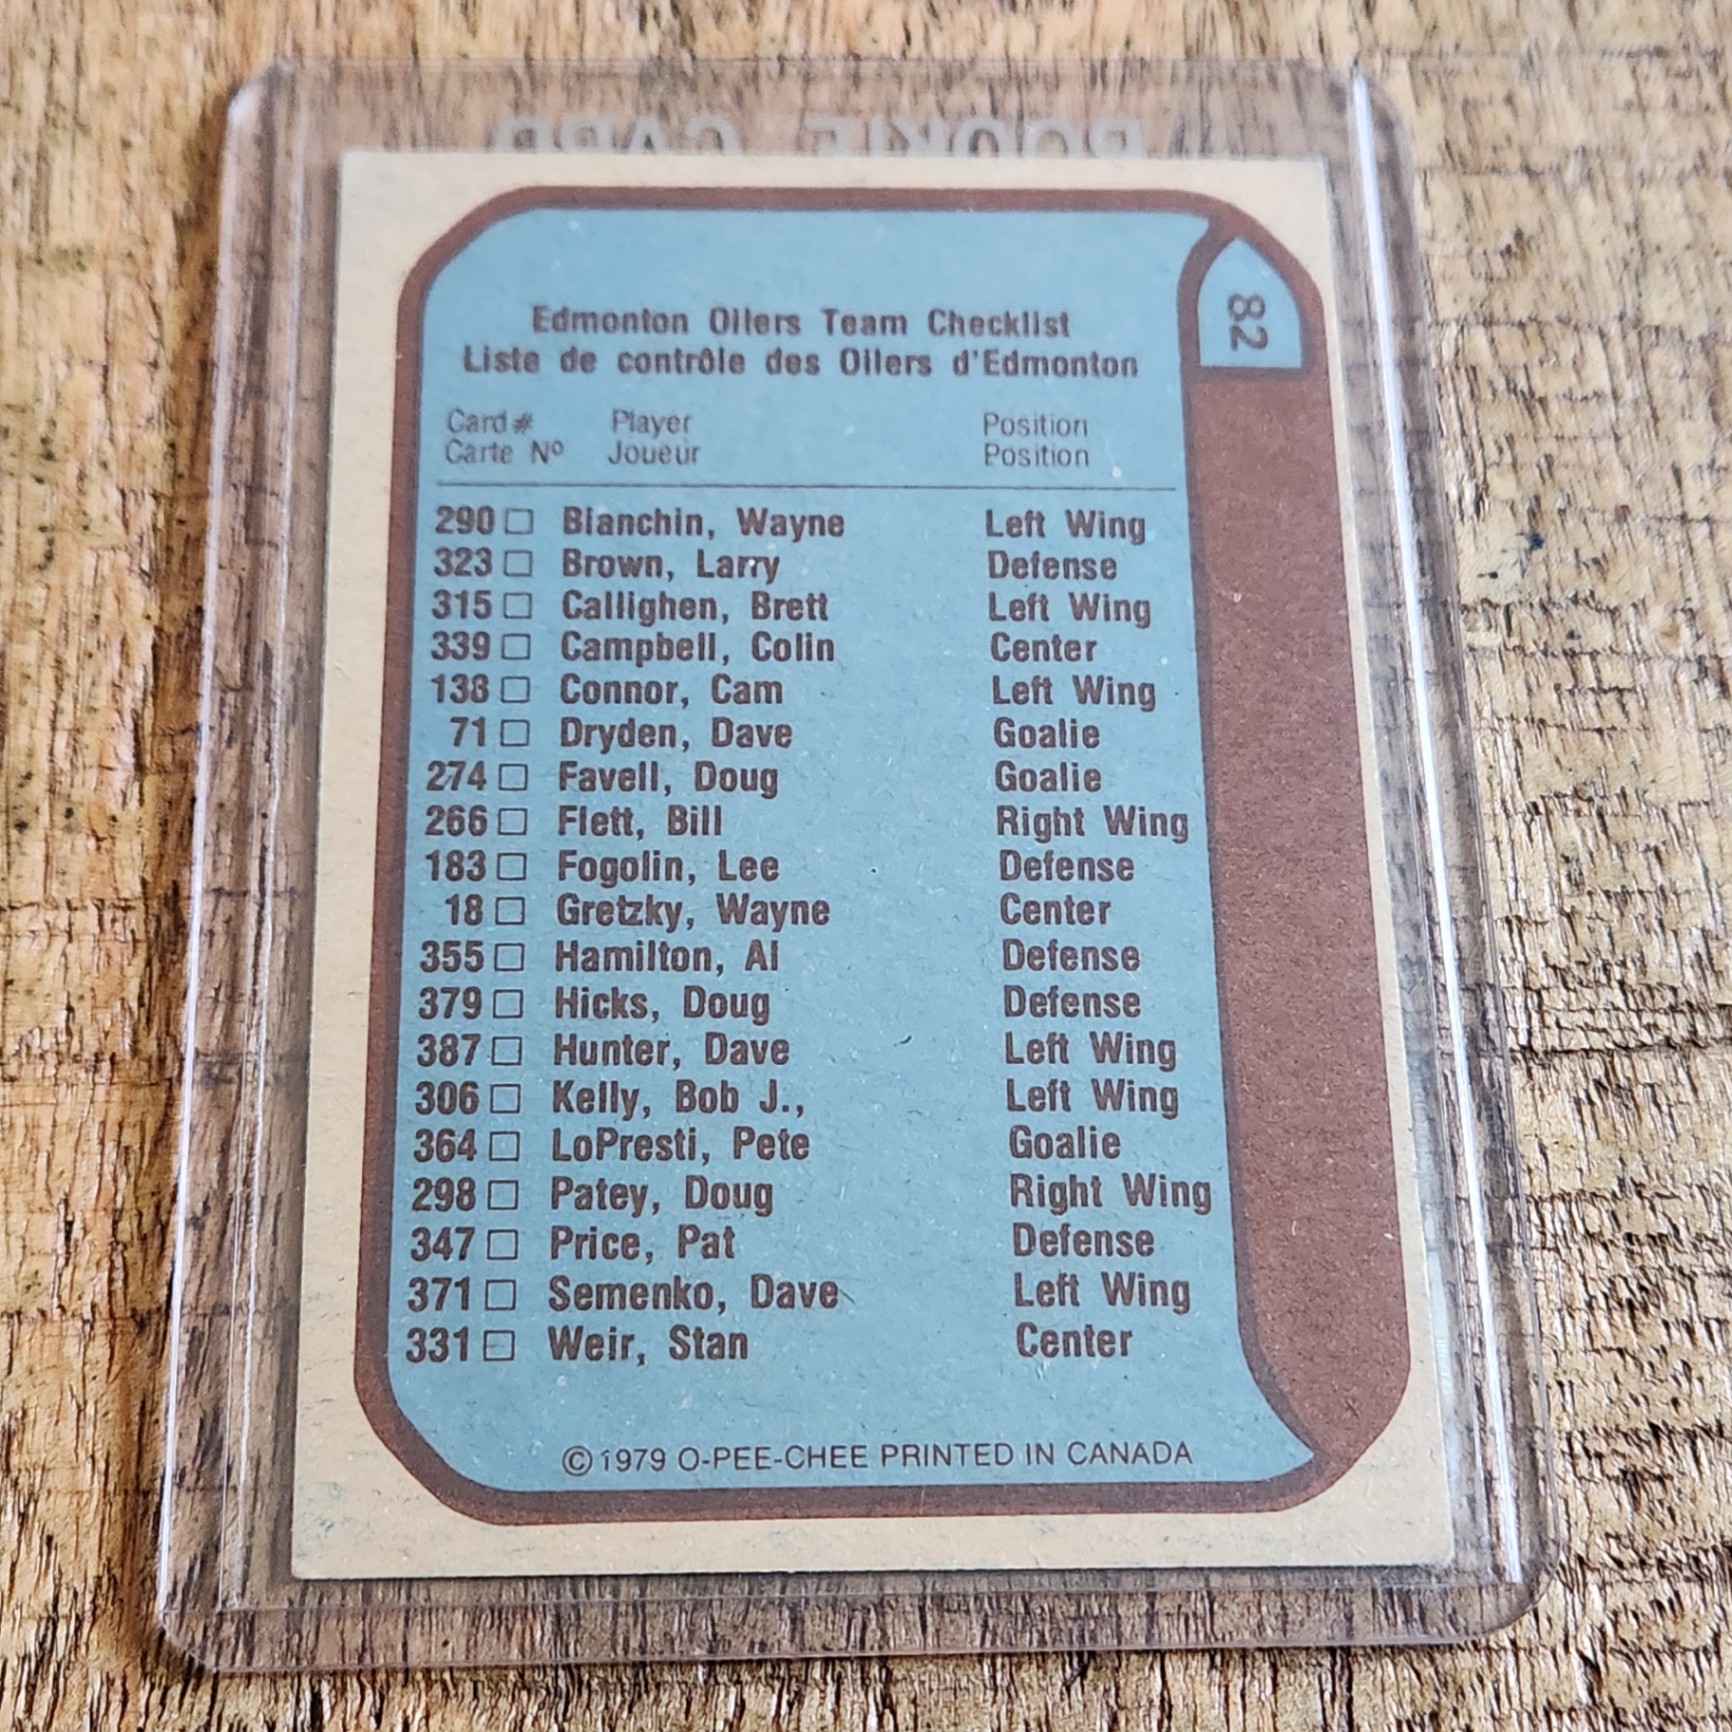 ROOKIE CARD
82
Edmonton Oilers Team Checklist
Liste de contrôle des Oilers d'Edmonton
Card # Player Position
Carte Nº Joueur Position
290 □ Bianchin, Wayne Left Wing
323 □ Brown, Larry Defense
315 □ Callighen, Brett Left Wing
339 □ Campbell, Colin Center
138 □ Connor, Cam Left Wing
71 □ Dryden, Dave Goalie
274 □ Favell, Doug Goalie
266 □ Flett, Bill Right Wing
183 □ Fogolin, Lee Defense
18 □ Gretzky, Wayne Center
355 □ Hamilton, Al Defense
379 □ Hicks, Doug Defense
387 □ Hunter, Dave Left Wing
306 □ Kelly, Bob J., Left Wing
364 □ LoPresti, Pete Goalie
298 □ Patey, Doug Right Wing
347 □ Price, Pat Defense
371 □ Semenko, Dave Left Wing
331 □ Weir, Stan Center
©1979 O-PEE-CHEE PRINTED IN CANADA